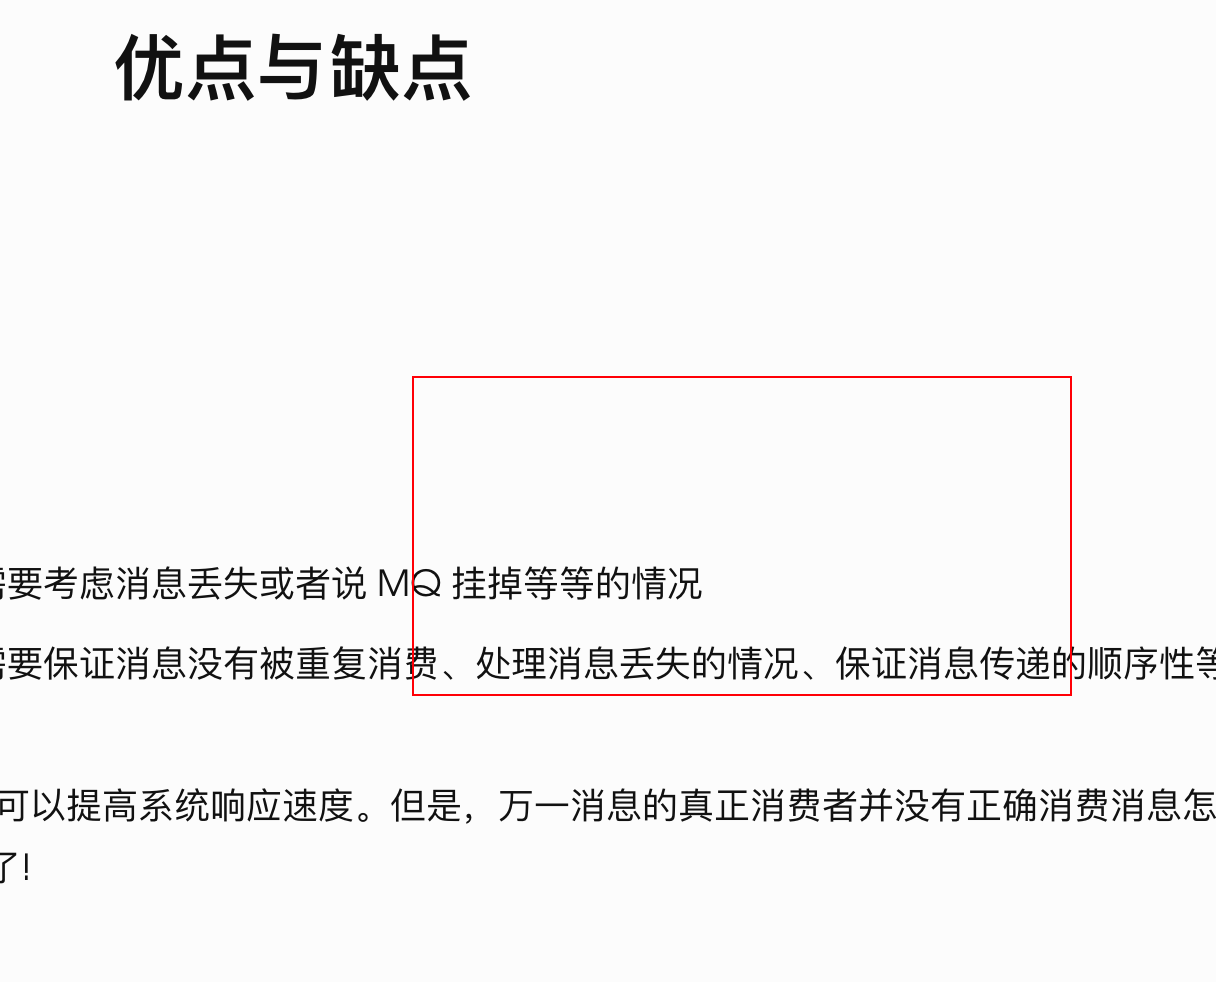 优点与缺点
要考虑消息丢失或者说 MQ 挂掉等等的情况
要保证消息没有被重复消费、处理消息丢失的情况、保证消息传递的顺序性等
可以提高系统响应速度。但是，万一消息的真正消费者并没有正确消费消息怎
了!